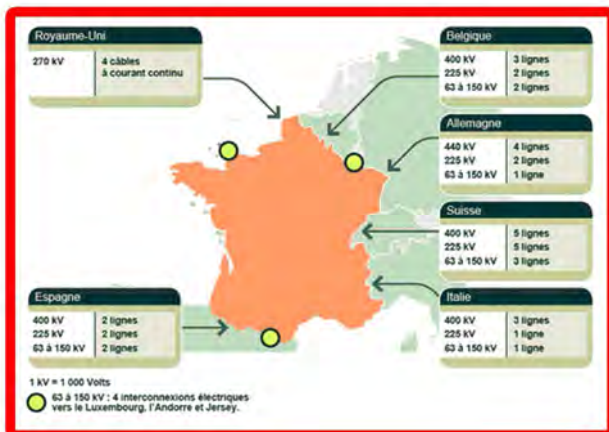 Royaume-Uni
270 kV 4 câbles
à courant continu
Belgique
400 kV 3 lignes
225 kV 2 lignes
63 à 150 kV 2 lignes
Allemagne
440 kV 4 lignes
225 kV 2 lignes
63 à 150 kV 1 ligne
Suisse
400 kV 5 lignes
225 kV 5 lignes
63 à 150 kV 3 lignes
Espagne
400 kV 2 lignes
225 kV 2 lignes
63 à 150 kV 2 lignes
Italie
400 kV 3 lignes
225 kV 1 ligne
63 à 150 kV 1 ligne
1 kV = 1 000 Volts
63 à 150 kV : 4 interconnexions électriques
vers le Luxembourg, l'Andorre et Jersey.